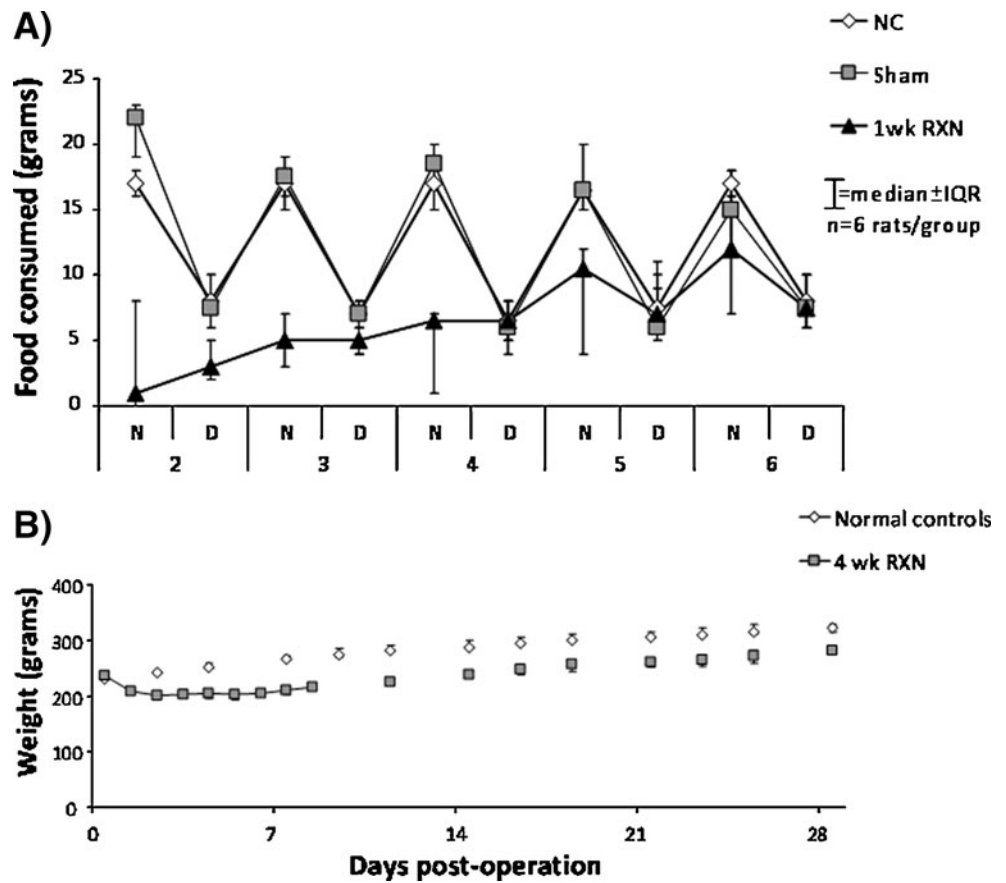 A)
NC
Sham
1wk RXN
=median±IQR
n=6 rats/group
Food consumed (grams)
25
20
15
10
5
0
N D N D N D N D N D
2 3 4 5 6
B)
Normal controls
4 wk RXN
Weight (grams)
400
300
200
100
0
0 7 14 21 28
Days post-operation